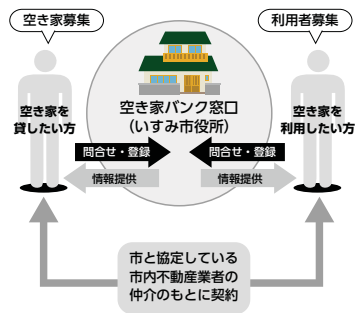 空き家募集
利用者募集
空き家バンク窓口
（いすみ市役所）
空き家を
貸したい方
空き家を
利用したい方
問合せ・登録
問合せ・登録
情報提供
情報提供
市と協定している
市内不動産業者の
仲介のもとに契約